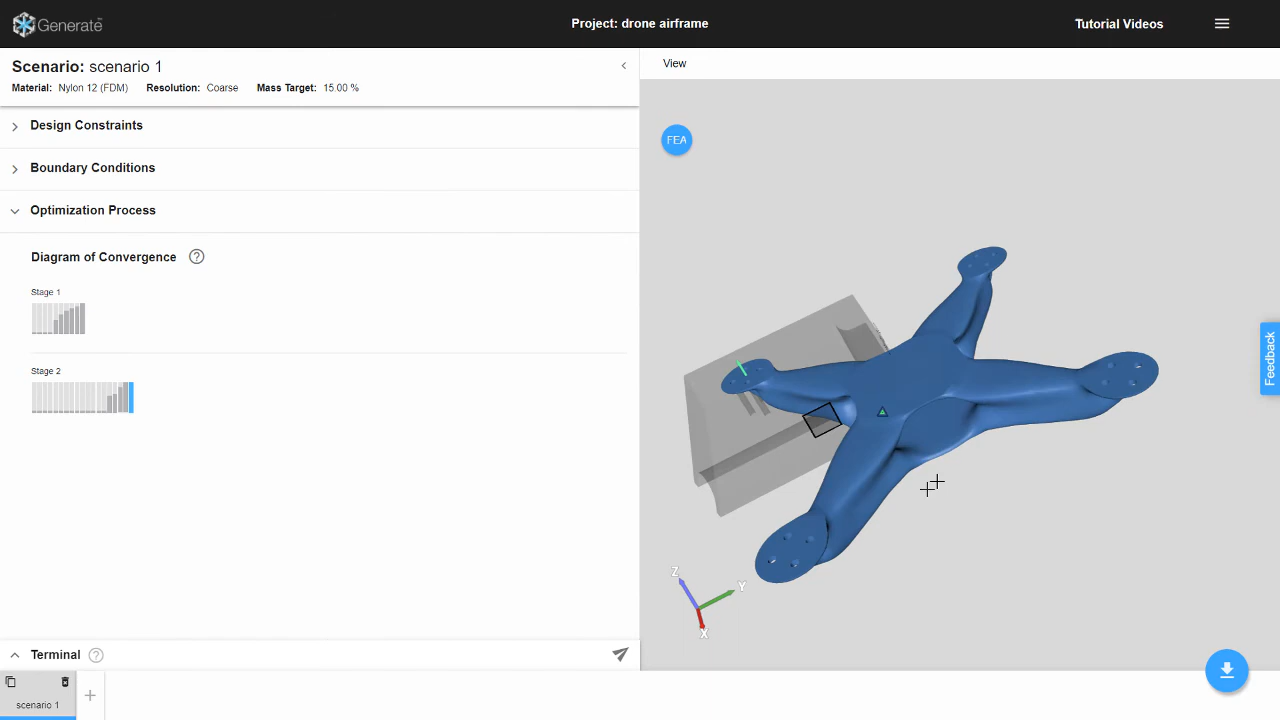 Generate™
Project: drone airframe
Tutorial Videos
Scenario: scenario 1
Material: Nylon 12 (FDM) Resolution: Coarse Mass Target: 15.00 %
View
Design Constraints
FEA
Boundary Conditions
Optimization Process
Diagram of Convergence ?
Stage 1
Stage 2
Feedback
Z
Y
X
Terminal ?
scenario 1